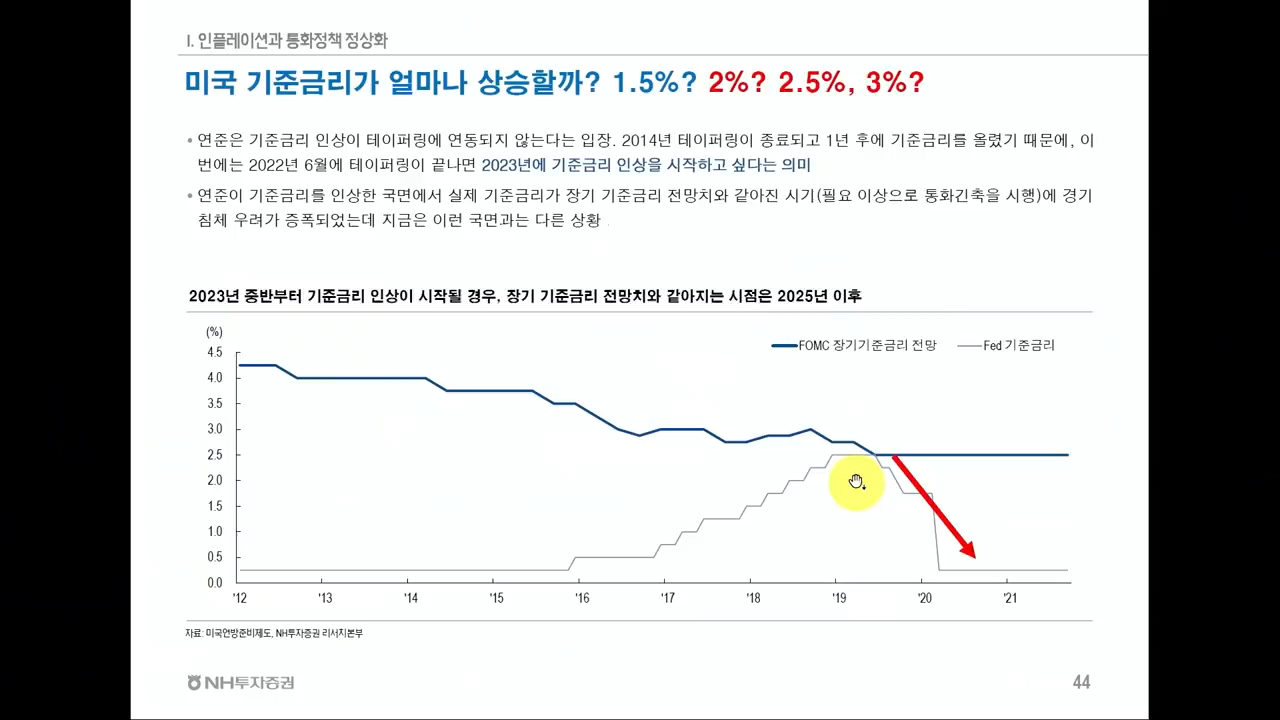 I. 인플레이션과 통화정책 정상화
미국 기준금리가 얼마나 상승할까? 1.5%? 2%? 2.5%, 3%?
• 연준은 기준금리 인상이 테이퍼링에 연동되지 않는다는 입장. 2014년 테이퍼링이 종료되고 1년 후에 기준금리를 올렸기 때문에, 이
번에는 2022년 6월에 테이퍼링이 끝나면 2023년에 기준금리 인상을 시작하고 싶다는 의미
• 연준이 기준금리를 인상한 국면에서 실제 기준금리가 장기 기준금리 전망치와 같아진 시기(필요 이상으로 통화긴축을 시행)에 경기
침체 우려가 증폭되었는데 지금은 이런 국면과는 다른 상황
2023년 중반부터 기준금리 인상이 시작될 경우, 장기 기준금리 전망치와 같아지는 시점은 2025년 이후
(%)
FOMC 장기기준금리 전망
Fed 기준금리
4.5
4.0
3.5
3.0
2.5
2.0
1.5
1.0
0.5
0.0
'12 '13 '14 '15 '16 '17 '18 '19 '20 '21
자료: 미국연방준비제도, NH투자증권 리서치본부
NH투자증권
44